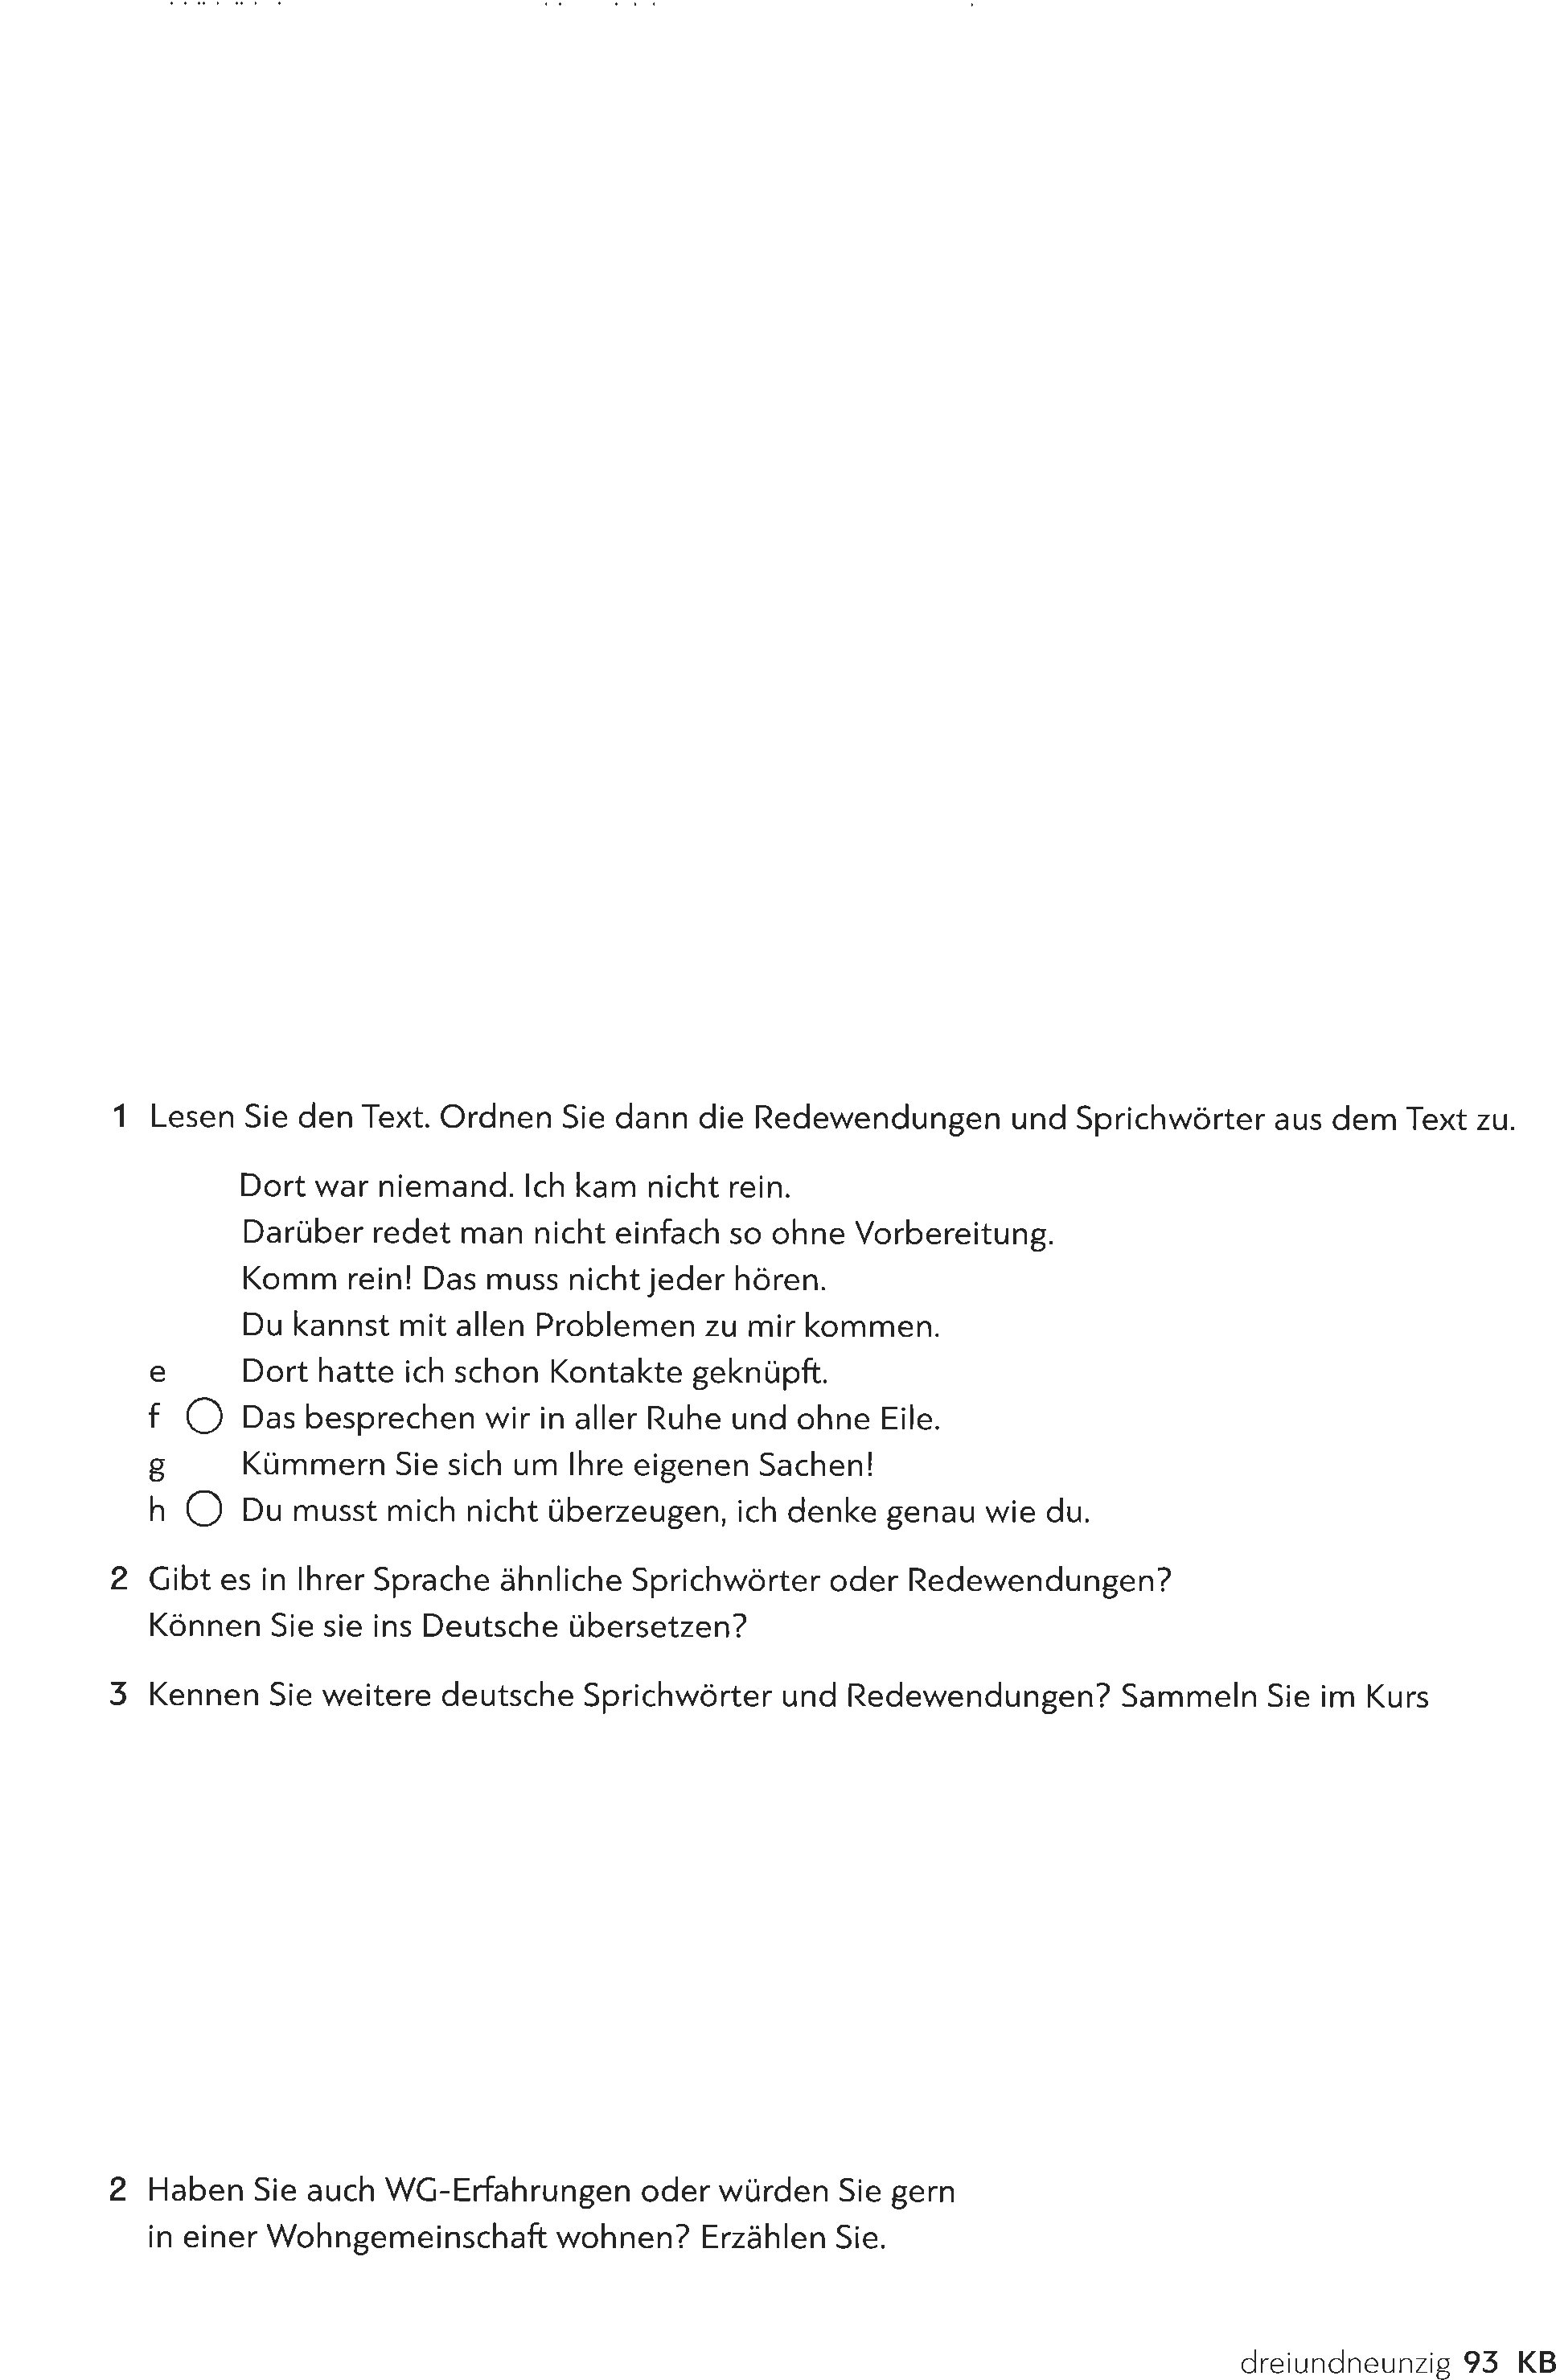 1 Lesen Sie den Text. Ordnen Sie dann die Redewendungen und Sprichwörter aus dem Text zu.
Dort war niemand. Ich kam nicht rein.
Darüber redet man nicht einfach so ohne Vorbereitung.
Komm rein! Das muss nicht jeder hören.
Du kannst mit allen Problemen zu mir kommen.
e Dort hatte ich schon Kontakte geknüpft.
f Das besprechen wir in aller Ruhe und ohne Eile.
g Kümmern Sie sich um Ihre eigenen Sachen!
h Du musst mich nicht überzeugen, ich denke genau wie du.
2 Gibt es in Ihrer Sprache ähnliche Sprichwörter oder Redewendungen?
Können Sie sie ins Deutsche übersetzen?
3 Kennen Sie weitere deutsche Sprichwörter und Redewendungen? Sammeln Sie im Kurs
2 Haben Sie auch WG-Erfahrungen oder würden Sie gern
in einer Wohngemeinschaft wohnen? Erzählen Sie.
dreiundneunzig 93 KB